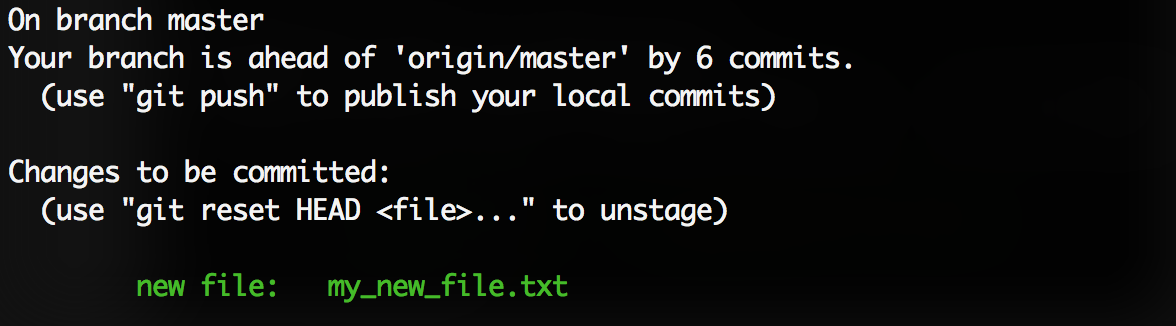 On branch master
Your branch is ahead of 'origin/master' by 6 commits.
  (use "git push" to publish your local commits)

Changes to be committed:
  (use "git reset HEAD <file>..." to unstage)

        new file:   my_new_file.txt